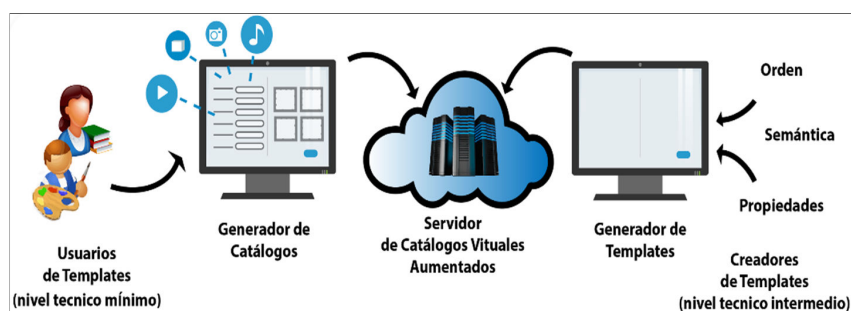 Usuarios
de Templates
(nivel tecnico mínimo)
Generador de
Catálogos
Servidor
de Catálogos Vituales
Aumentados
Generador de
Templates
Orden
Semántica
Propiedades
Creadores
de Templates
(nivel tecnico intermedio)